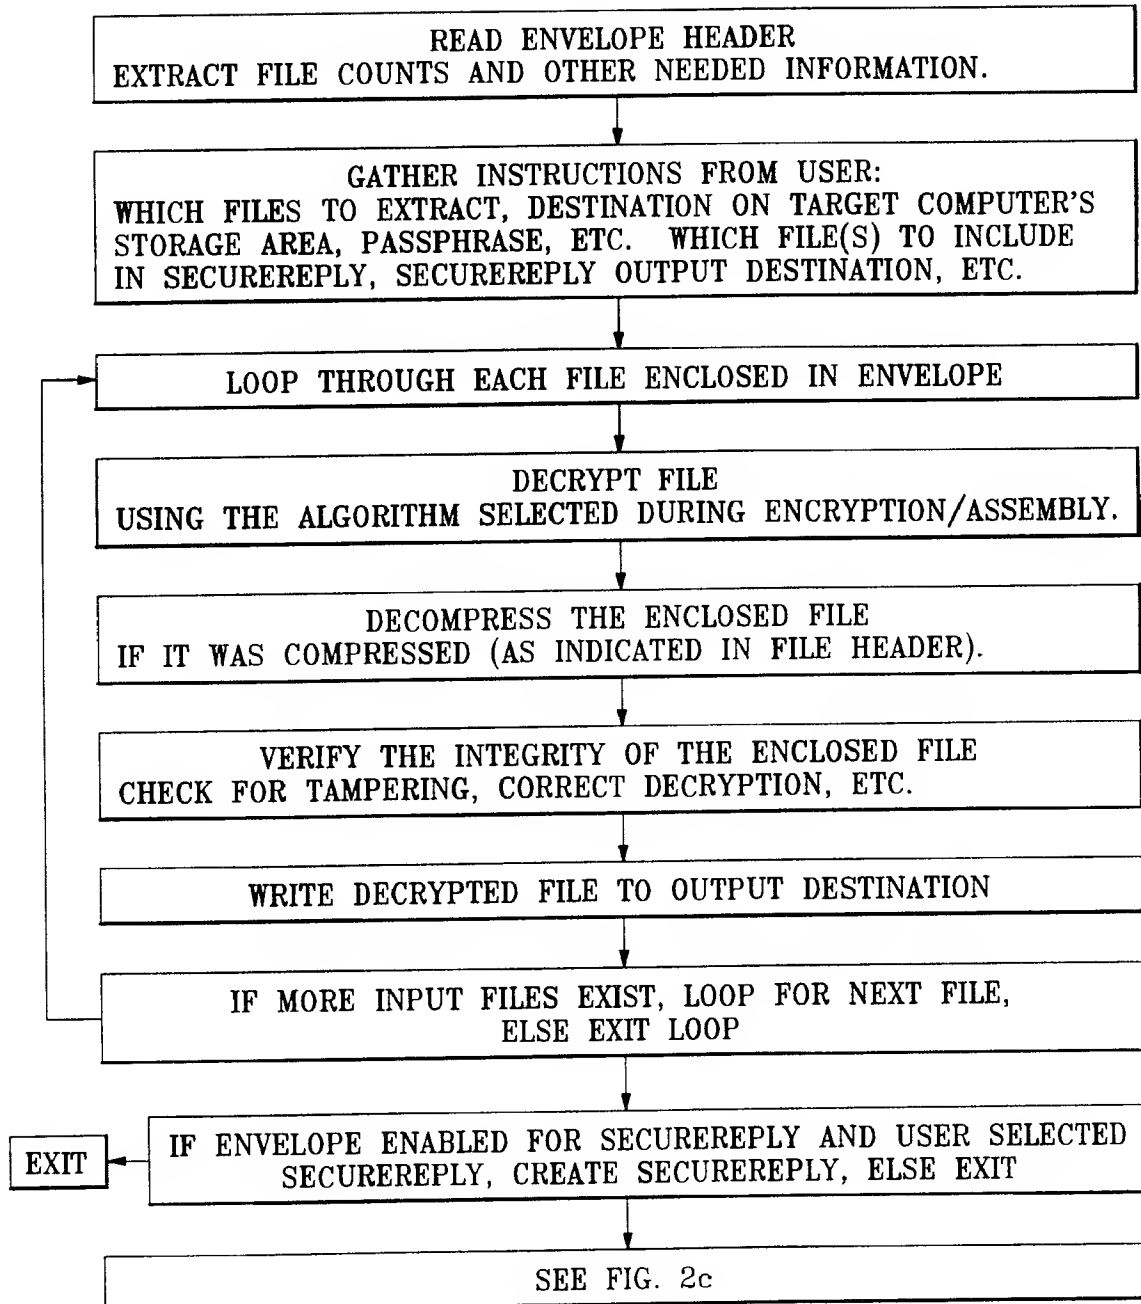 READ ENVELOPE HEADER
EXTRACT FILE COUNTS AND OTHER NEEDED INFORMATION.
GATHER INSTRUCTIONS FROM USER:
WHICH FILES TO EXTRACT, DESTINATION ON TARGET COMPUTER'S
STORAGE AREA, PASSPHRASE, ETC. WHICH FILE(S) TO INCLUDE
IN SECUREREPLY, SECUREREPLY OUTPUT DESTINATION, ETC.
LOOP THROUGH EACH FILE ENCLOSED IN ENVELOPE
DECRYPT FILE
USING THE ALGORITHM SELECTED DURING ENCRYPTION/ASSEMBLY.
DECOMPRESS THE ENCLOSED FILE
IF IT WAS COMPRESSED (AS INDICATED IN FILE HEADER).
VERIFY THE INTEGRITY OF THE ENCLOSED FILE
CHECK FOR TAMPERING, CORRECT DECRYPTION, ETC.
WRITE DECRYPTED FILE TO OUTPUT DESTINATION
IF MORE INPUT FILES EXIST, LOOP FOR NEXT FILE,
ELSE EXIT LOOP
IF ENVELOPE ENABLED FOR SECUREREPLY AND USER SELECTED
SECUREREPLY, CREATE SECUREREPLY, ELSE EXIT
EXIT
SEE FIG. 2c